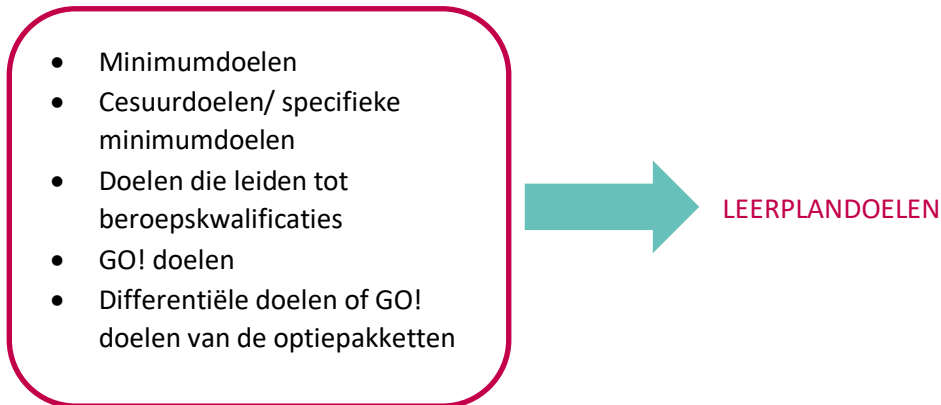 • Minimumdoelen
• Cesuurdoelen/ specifieke
minimumdoelen
• Doelen die leiden tot
beroepskwalificaties
• GO! doelen
• Differentiële doelen of GO!
doelen van de optiepakketten
LEERPLANDOELEN